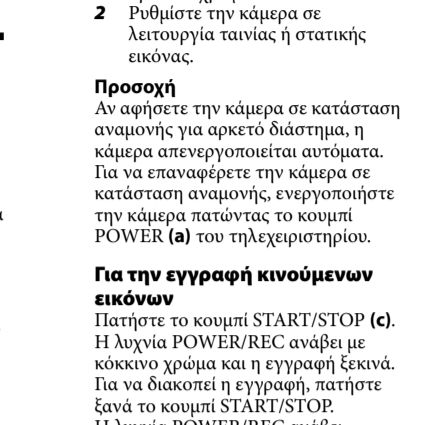 2 Ρυθμίστε την κάμερα σε
λειτουργία ταινίας ή στατικής
εικόνας.
Προσοχή
Αν αφήσετε την κάμερα σε κατάσταση
αναμονής για αρκετό διάστημα, η
κάμερα απενεργοποιείται αυτόματα.
Για να επαναφέρετε την κάμερα σε
κατάσταση αναμονής, ενεργοποιήστε
την κάμερα πατώντας το κουμπί
POWER (a) του τηλεχειριστηρίου.
Για την εγγραφή κινούμενων
εικόνων
Πατήστε το κουμπί START/STOP (c).
Η λυχνία POWER/REC ανάβει με
κόκκινο χρώμα και η εγγραφή ξεκινά.
Για να διακοπεί η εγγραφή, πατήστε
ξανά το κουμπί START/STOP.